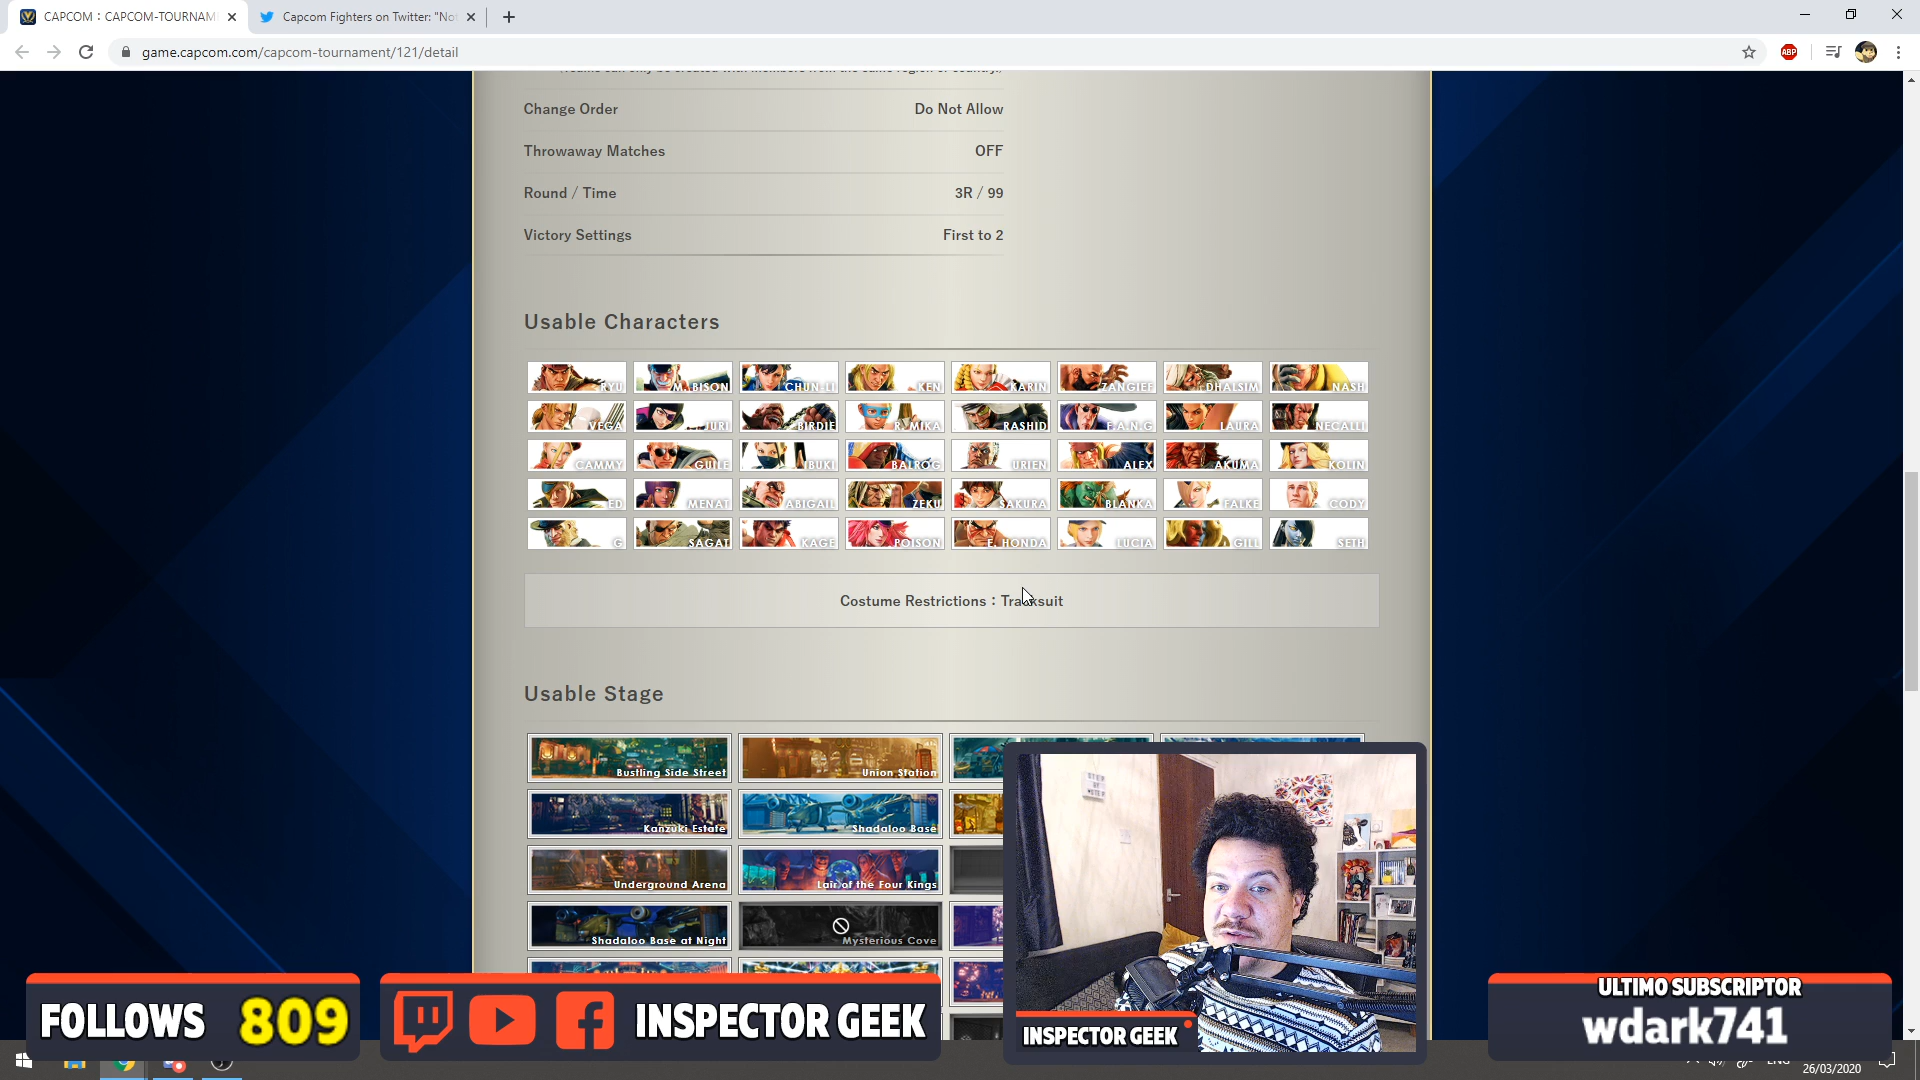 CAPCOM : CAPCOM-TOURNAM
Capcom Fighters on Twitter: "No
game.capcom.com/capcom-tournament/121/detail
ABP
Change Order Do Not Allow
Throwaway Matches OFF
Round / Time 3R / 99
Victory Settings First to 2
Usable Characters
RYU M. BISON CHUN-LI KEN KARIN ZANGIEF DHALSIM NASH
VEGA JURI BIRDIE R. MIKA RASHID F.A.N.G LAURA NECALLI
CAMMY GUILE IBUKI BALROG URIEN ALEX AKUMA KOLIN
ED MENAT ABIGAIL ZEKU SAKURA BLANKA FALKE CODY
G SAGAT KAGE POISON E. HONDA LUCIA GILL SETH
Costume Restrictions : Tracksuit
Usable Stage
Bustling Side Street Union Station
Kanzuki Estate Shadaloo Base
Underground Arena Lair of the Four Kings
Shadaloo Base at Night Mysterious Cove
FOLLOWS 809
INSPECTOR GEEK
INSPECTOR GEEK
ULTIMO SUBSCRIPTOR
wdark741
ENG
26/03/2020